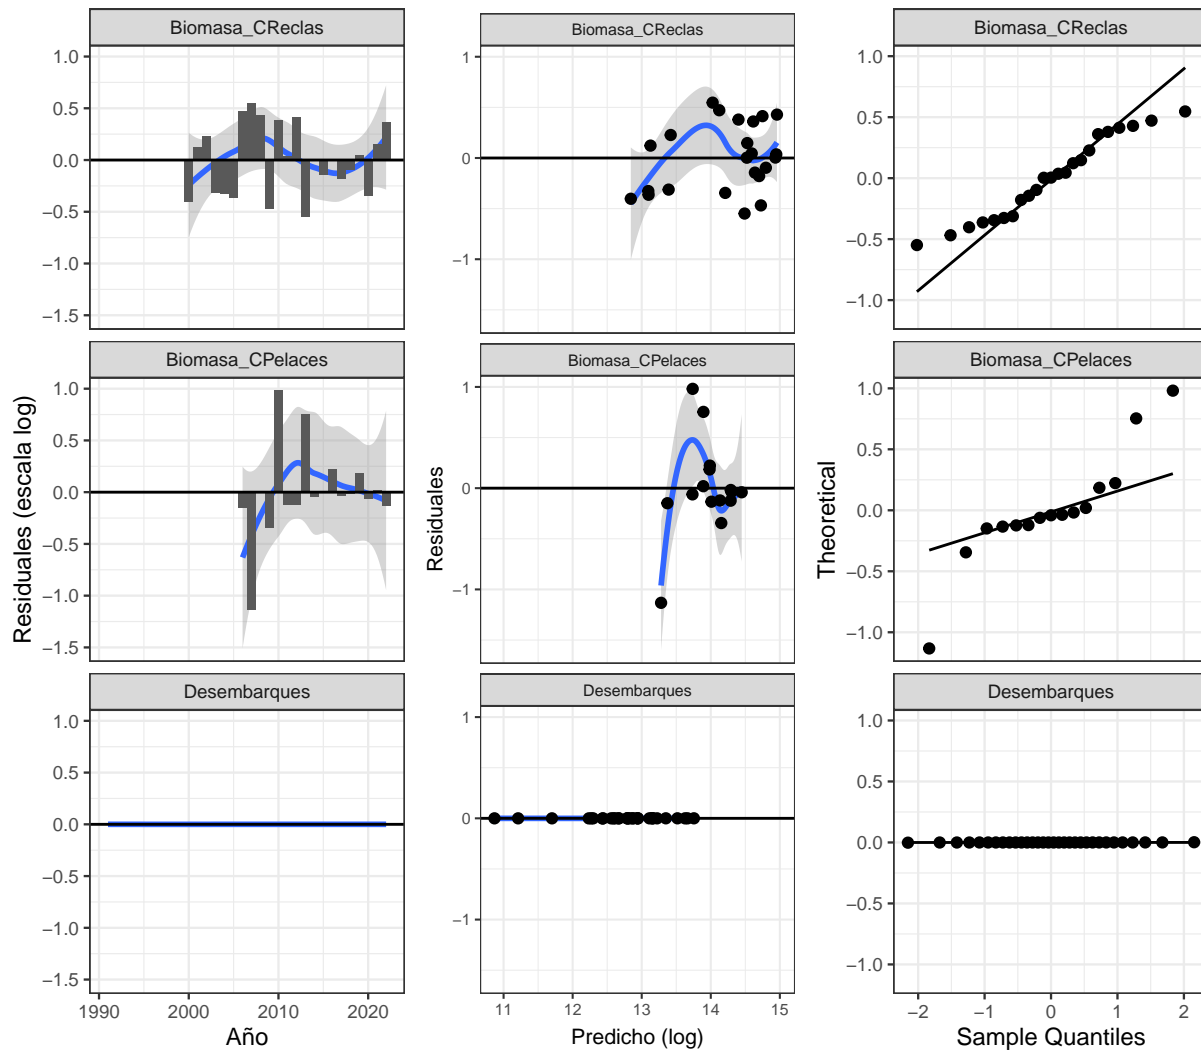 Biomasa_CReclas
1.0
0.5
0.0
−0.5
−1.0
−1.5
Biomasa_CPelaces
1.0
0.5
0.0
−0.5
−1.0
−1.5
Desembarques
1.0
0.5
0.0
−0.5
−1.0
−1.5
1990 2000 2010 2020
Año
Residuales (escala log)
Biomasa_CReclas
1
0
−1
Biomasa_CPelaces
1
0
−1
Desembarques
1
0
−1
11 12 13 14 15
Predicho (log)
Residuales
Biomasa_CReclas
1.0
0.5
0.0
−0.5
−1.0
Biomasa_CPelaces
1.0
0.5
0.0
−0.5
−1.0
Desembarques
1.0
0.5
0.0
−0.5
−1.0
−2 −1 0 1 2
Sample Quantiles
Theoretical